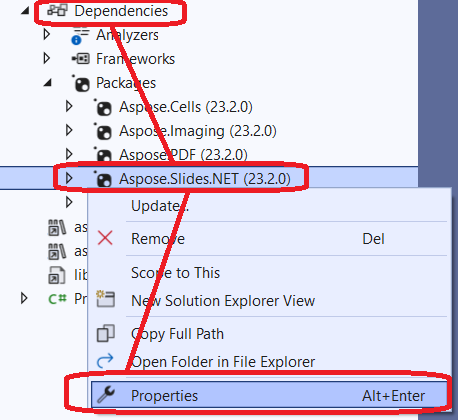 Dependencies
Analyzers
Frameworks
Packages
Aspose.Cells (23.2.0)
Aspose.Imaging (23.2.0)
Aspose.PDF (23.2.0)
Aspose.Slides.NET (23.2.0)
Update...
as
Remove Del
as
Scope to This
lib
New Solution Explorer View
C# Pr
Copy Full Path
Open Folder in File Explorer
Properties Alt+Enter